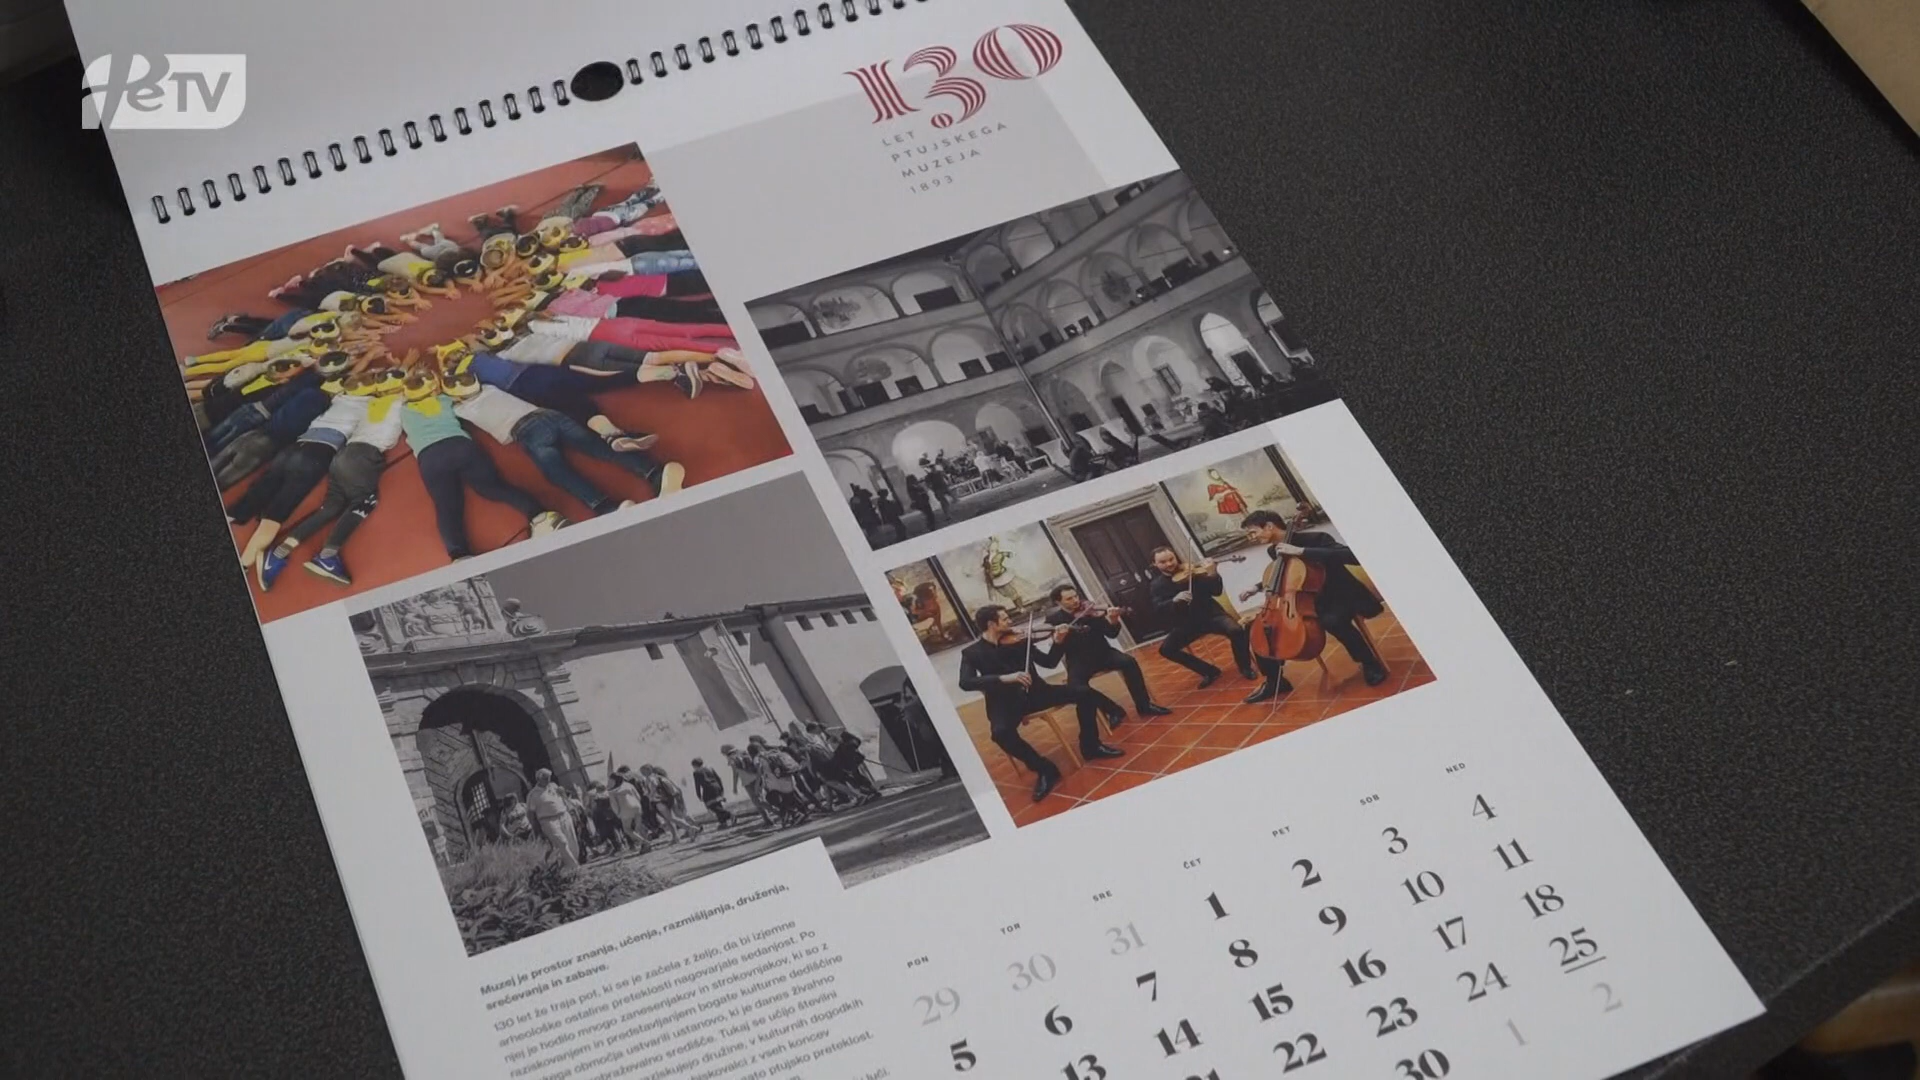 PeTV
130
LET
PTUJSKEGA
MUZEJA
1893
Muzej je prostor znanja, učenja, razmišljanja, druženja,
srečevanja in zabave.
130 let že traja pot, ki se je začela z željo, da bi izjemne
arheološke ostaline preteklosti nagovarjale sedanjost. Po
njej je hodilo mnogo zanesenjakov in strokovnjakov, ki so z
raziskovanjem in predstavljanjem bogate kulturne dediščine
območja ustvarili ustanovo, ki je danes živahno
središče. Tukaj se učijo številni
družine, v kulturnih dogodkih
z vseh koncev
ptujsko preteklost.
luči.
PON TOR SRE ČET PET SOB NED
29 30 31 1 2 3 4
5 6 7 8 9 10 11
13 14 15 16 17 18
21 22 23 24 25
30 1 2